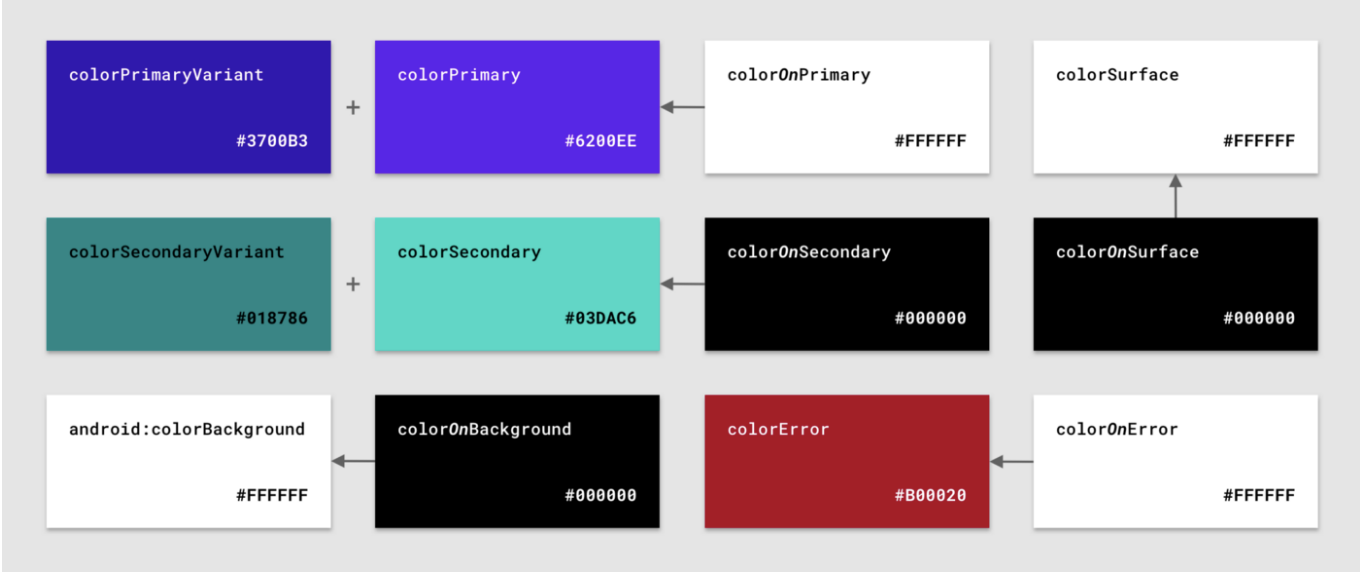 colorPrimaryVariant
#3700B3
+
colorPrimary
#6200EE
colorOnPrimary
#FFFFFF
colorSurface
#FFFFFF
colorSecondaryVariant
#018786
+
colorSecondary
#03DAC6
colorOnSecondary
#000000
colorOnSurface
#000000
android:colorBackground
#FFFFFF
colorOnBackground
#000000
colorError
#B00020
colorOnError
#FFFFFF